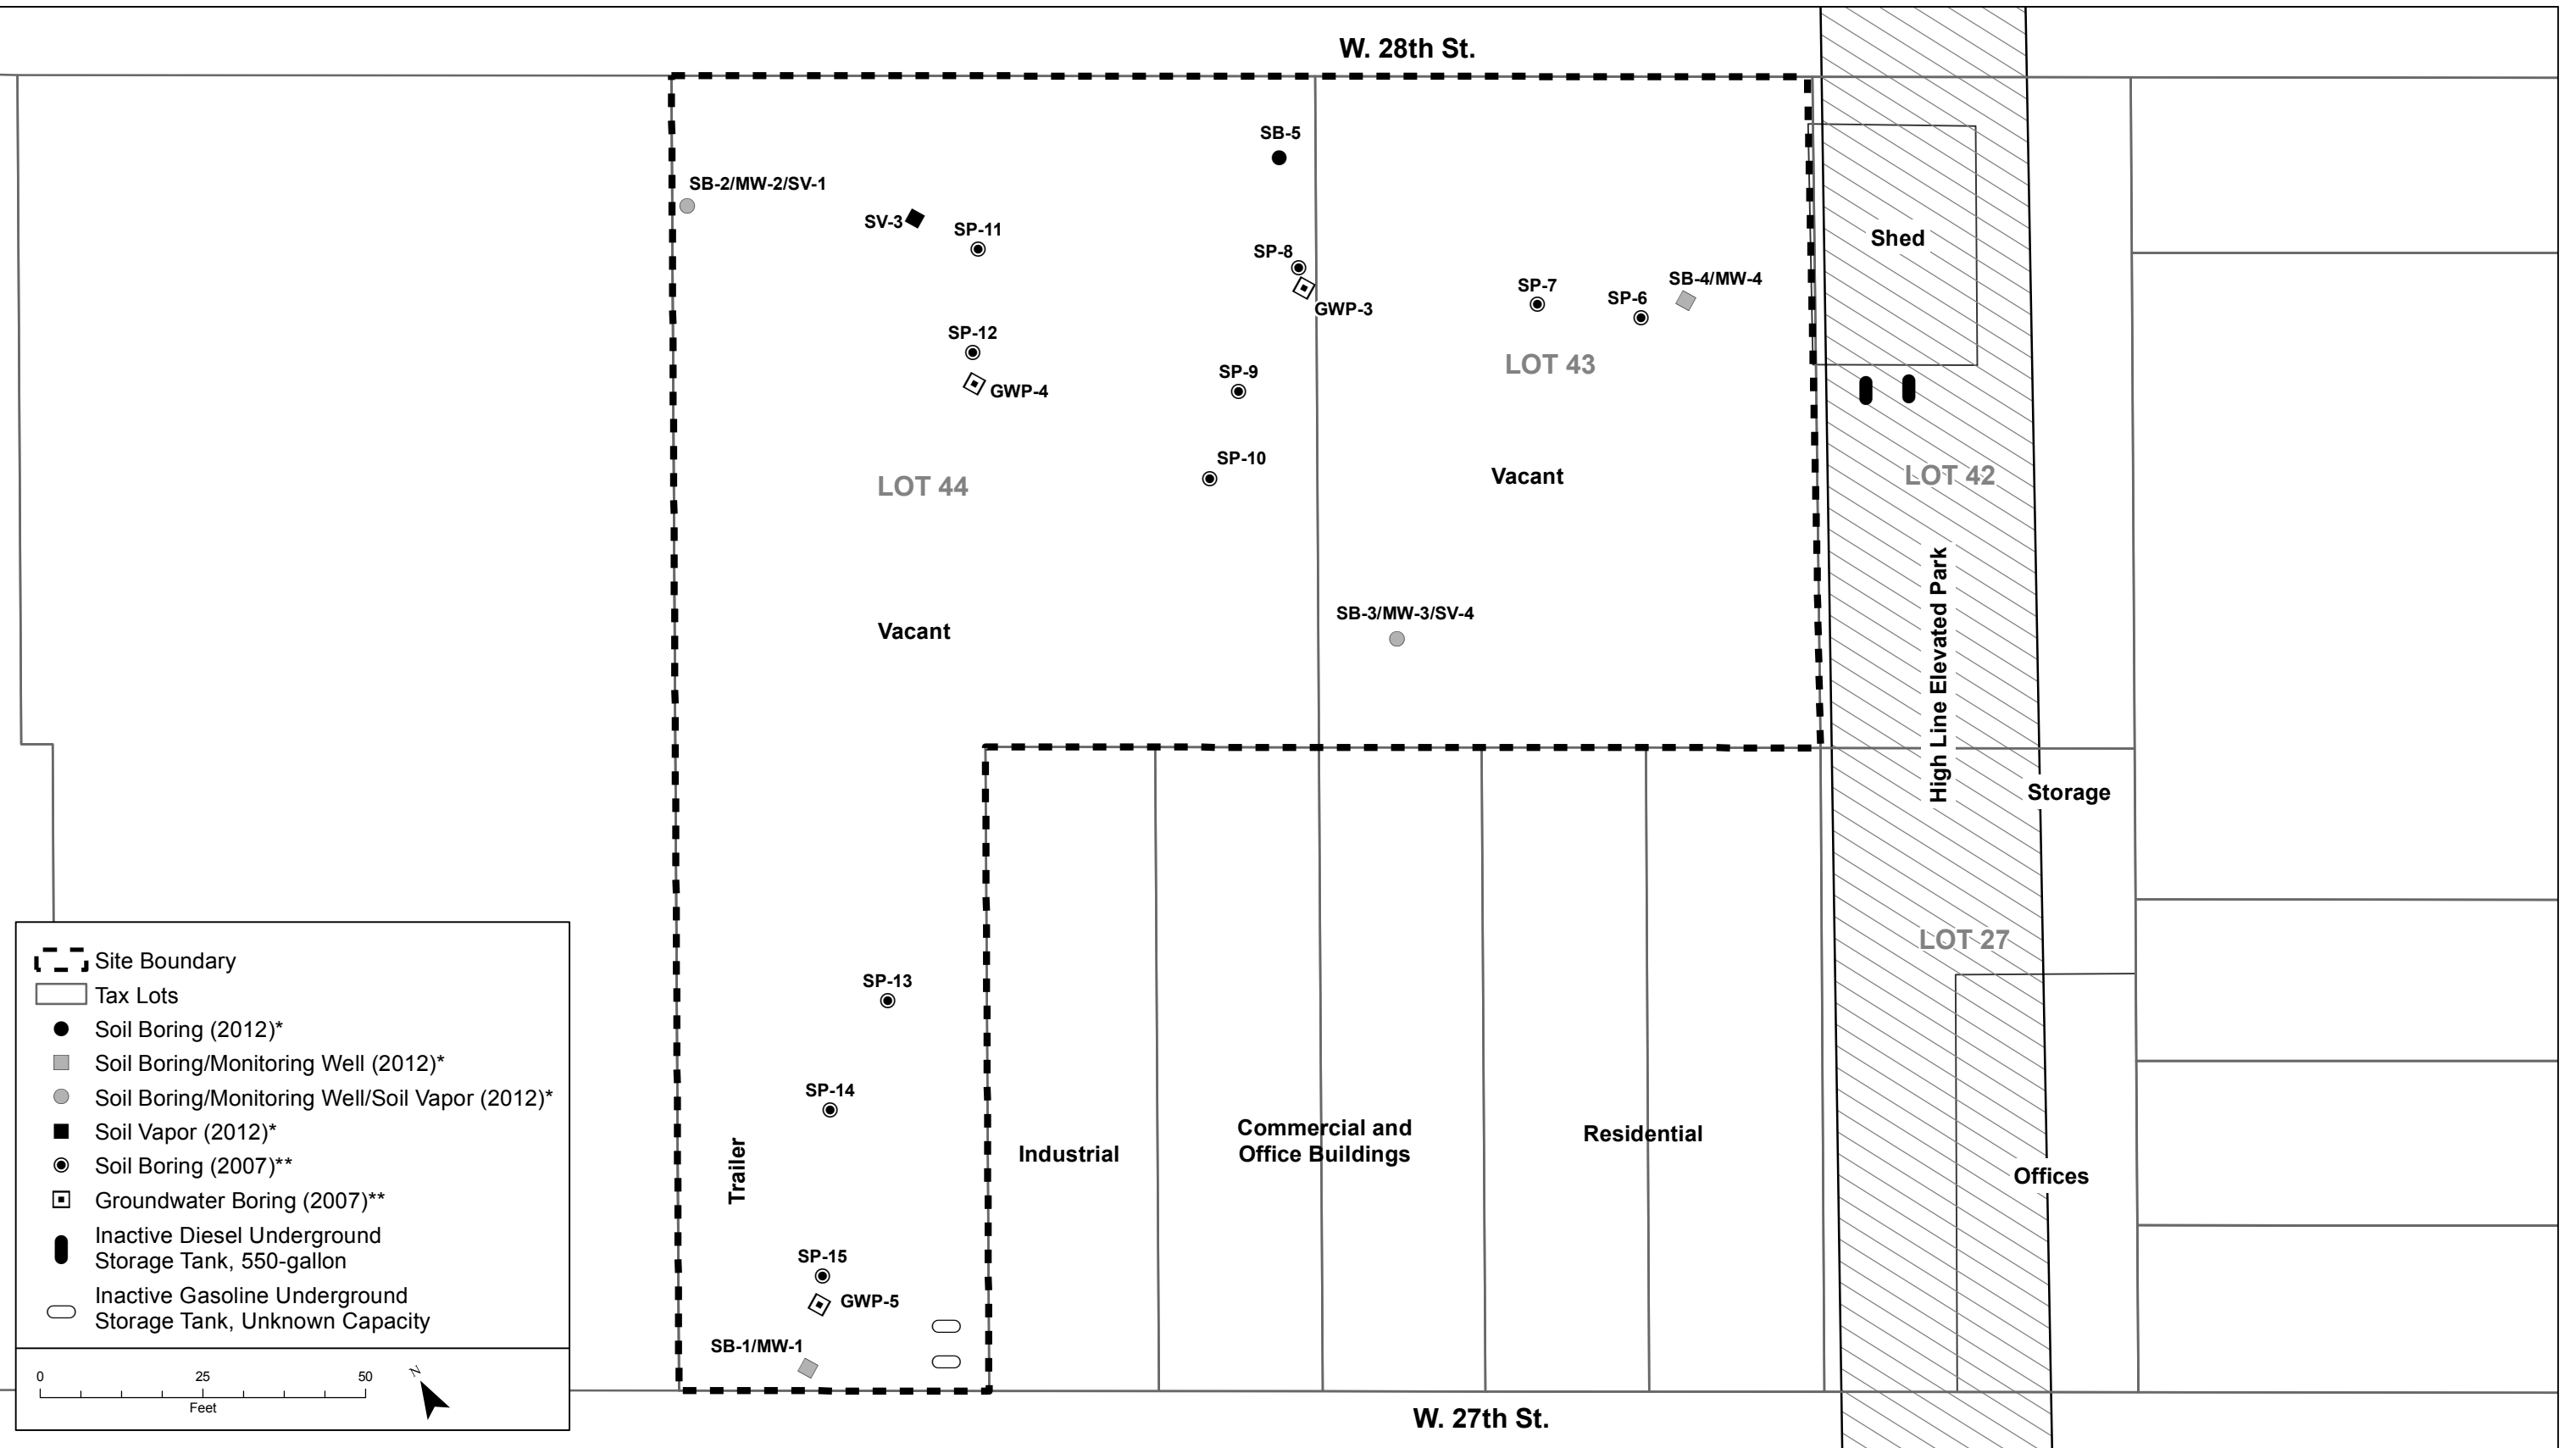 W. 28th St.
SB-5
SB-2/MW-2/SV-1
SV-3
SP-11
SP-8
GWP-3
SP-7
SP-6
SB-4/MW-4
Shed
SP-12
GWP-4
SP-9
LOT 43
SP-10
LOT 44
Vacant
LOT 42
Vacant
SB-3/MW-3/SV-4
High Line Elevated Park
Storage
LOT 27
SP-13
SP-14
Trailer
Industrial
Commercial and
Office Buildings
Residential
Offices
SP-15
GWP-5
SB-1/MW-1
W. 27th St.
Site Boundary
Tax Lots
Soil Boring (2012)*
Soil Boring/Monitoring Well (2012)*
Soil Boring/Monitoring Well/Soil Vapor (2012)*
Soil Vapor (2012)*
Soil Boring (2007)**
Groundwater Boring (2007)**
Inactive Diesel Underground
Storage Tank, 550-gallon
Inactive Gasoline Underground
Storage Tank, Unknown Capacity
0 25 50
Feet
N